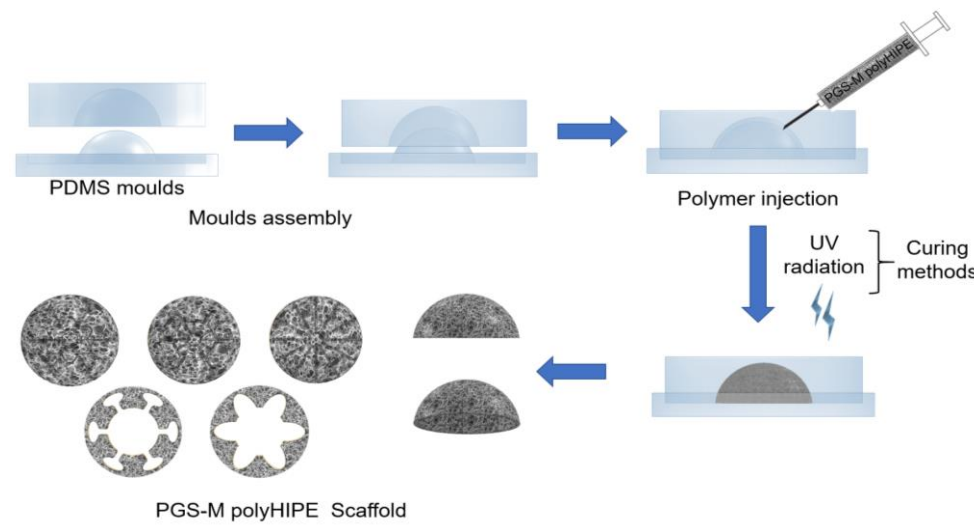 PGS-M polyHIPE
PDMS moulds
Moulds assembly
Polymer injection
UV
radiation
Curing
methods
PGS-M polyHIPE  Scaffold